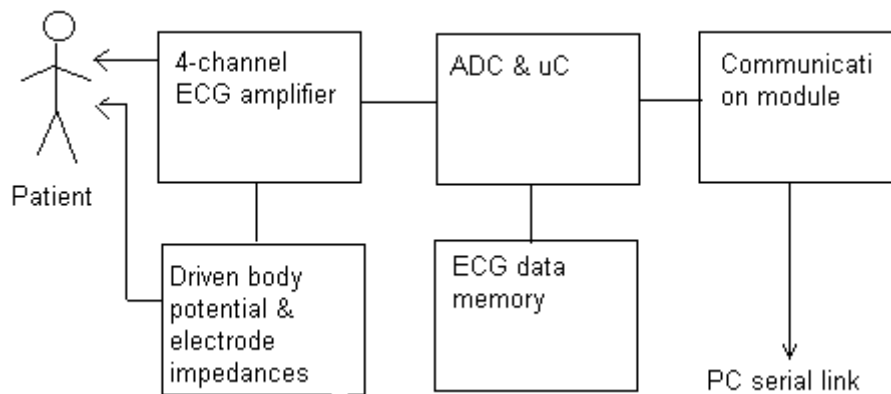 4-channel
ECG amplifier
ADC & uC
Communicati
on module
Patient
Driven body
potential &
electrode
impedances
ECG data
memory
PC serial link